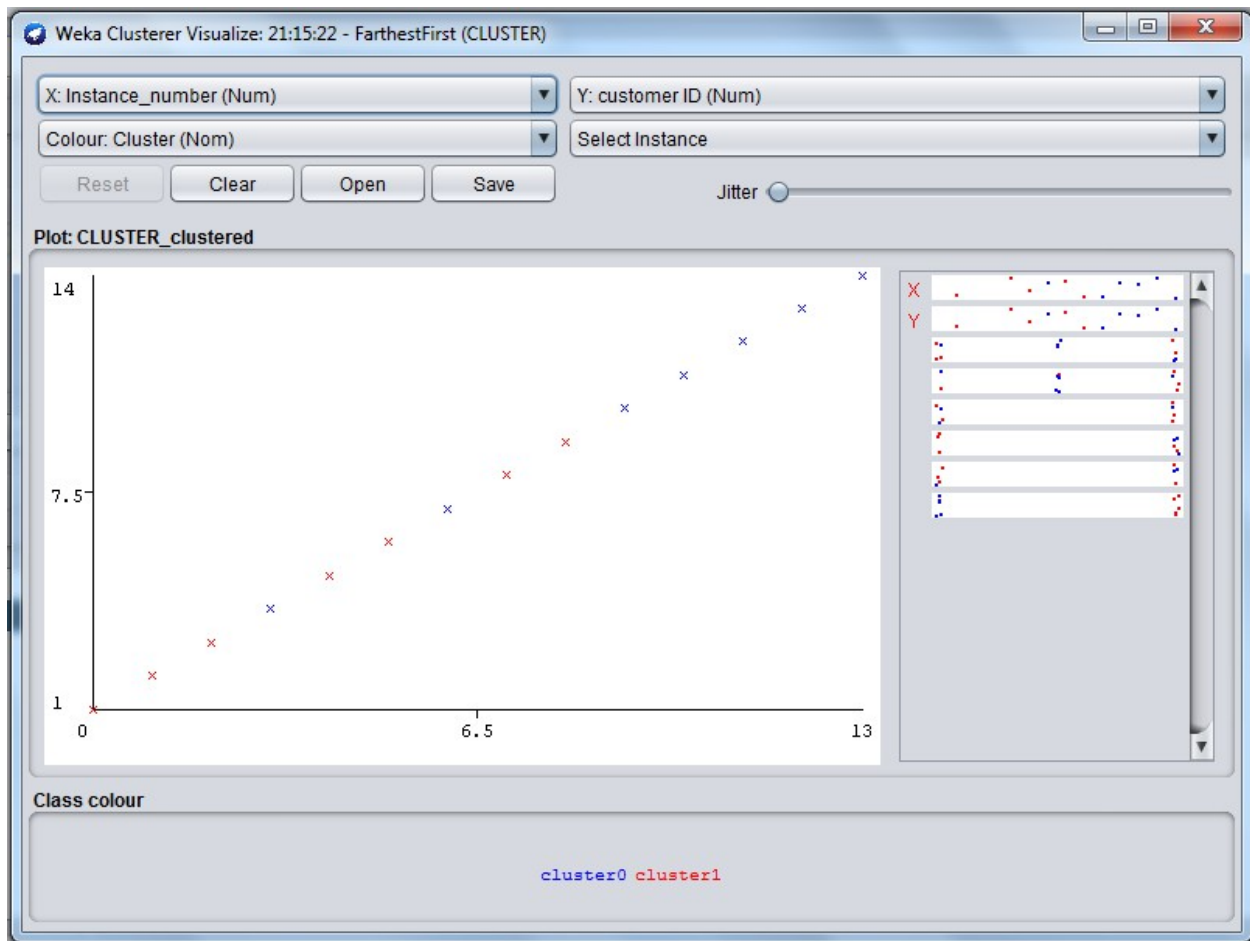 Weka Clusterer Visualize: 21:15:22 - FarthestFirst (CLUSTER)
X: Instance_number (Num) Y: customer ID (Num)
Colour: Cluster (Nom) Select Instance
Reset Clear Open Save Jitter
Plot: CLUSTER_clustered
14
7.5
1
0 6.5 13
X
Y
Class colour
cluster0 cluster1